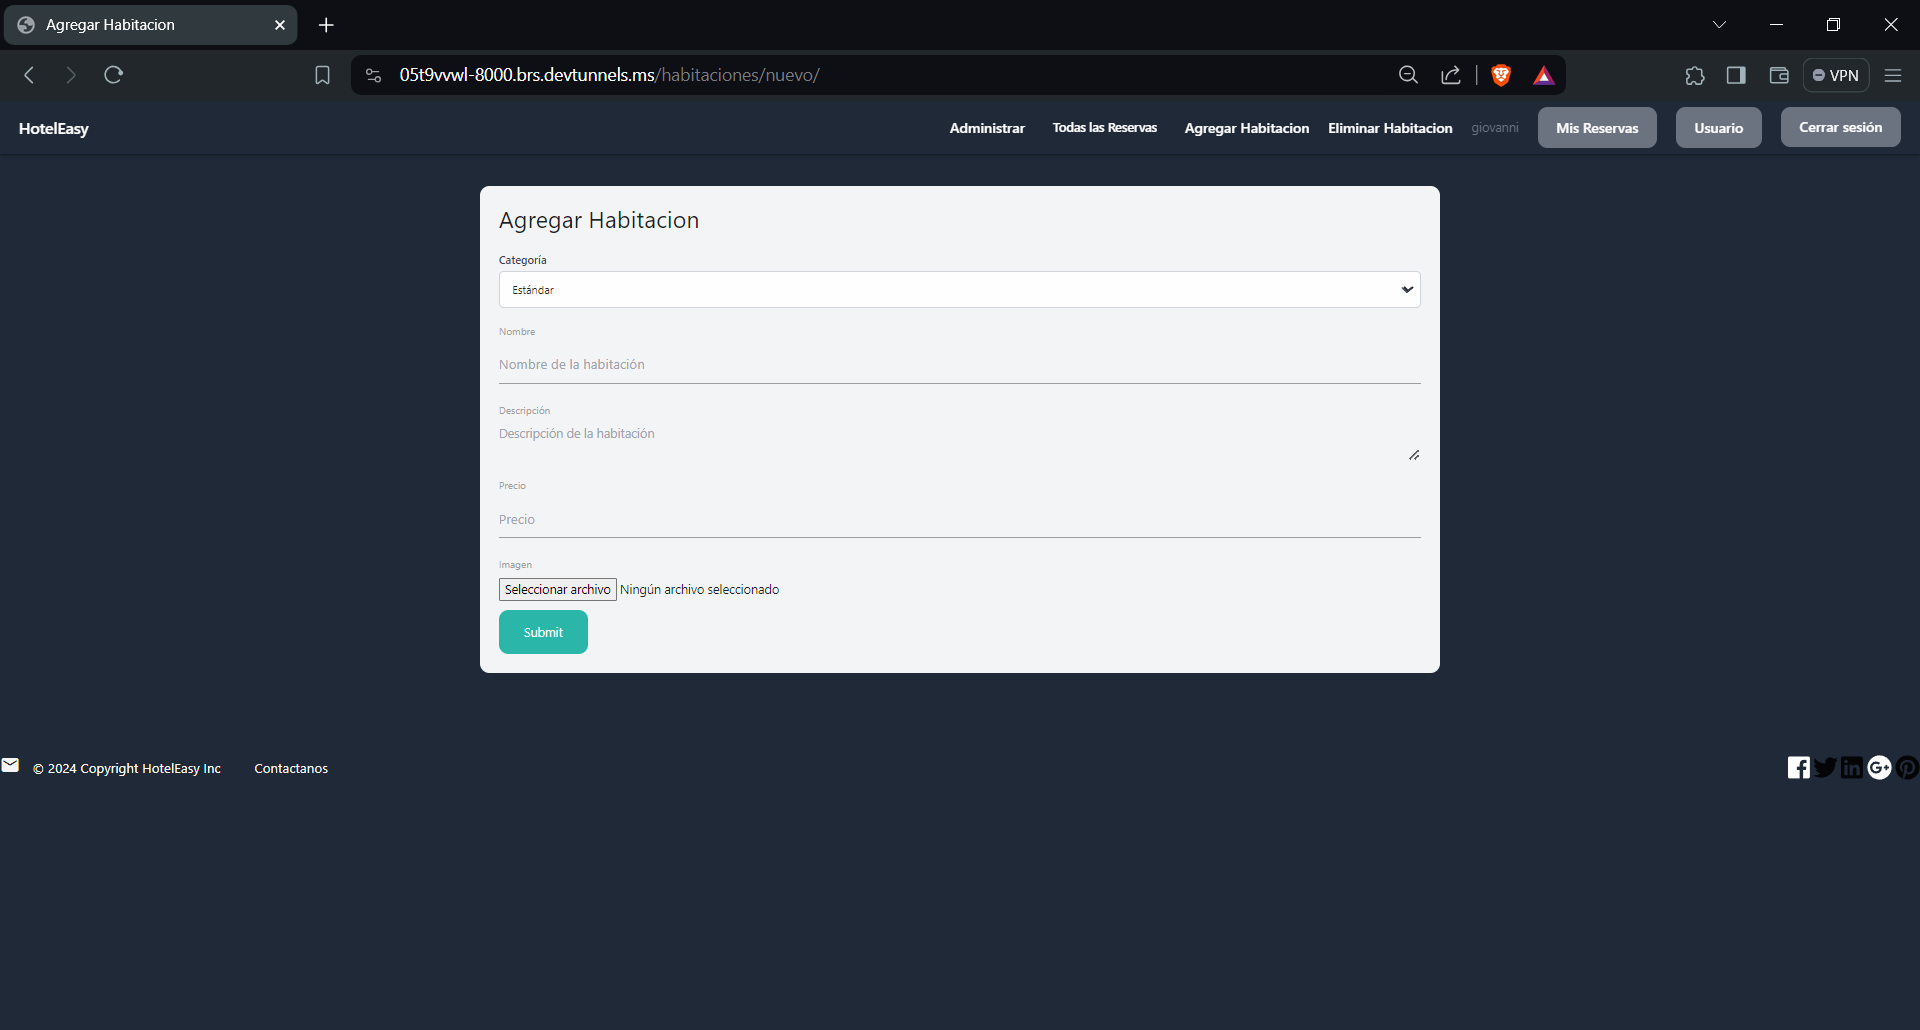 Agregar Habitacion
05t9vvwl-8000.brs.devtunnels.ms/habitaciones/nuevo/
VPN
HotelEasy
Administrar
Todas las Reservas
Agregar Habitacion
Eliminar Habitacion
giovanni
Mis Reservas
Usuario
Cerrar sesión
Agregar Habitacion
Categoría
Estándar
Nombre
Nombre de la habitación
Descripción
Descripción de la habitación
Precio
Precio
Imagen
Seleccionar archivo Ningún archivo seleccionado
Submit
© 2024 Copyright HotelEasy Inc
Contactanos